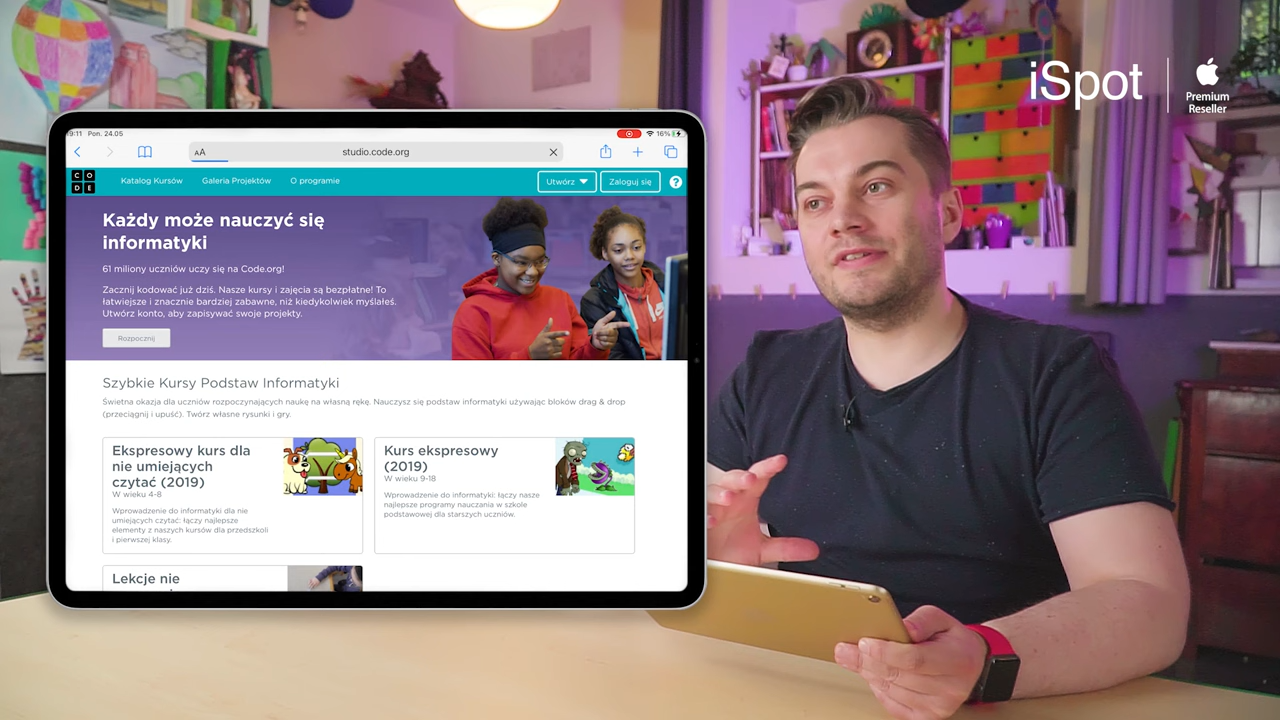 iSpot
Premium
Reseller
9:11 Pon. 24.05
16%
AA
studio.code.org
C O
D E
Katalog Kursów
Galeria Projektów
O programie
Utwórz
Zaloguj się
?
Każdy może nauczyć się
informatyki
61 miliony uczniów uczy się na Code.org!
Zacznij kodować już dziś. Nasze kursy i zajęcia są bezpłatne! To
łatwiejsze i znacznie bardziej zabawne, niż kiedykolwiek myślałeś.
Utwórz konto, aby zapisywać swoje projekty.
Rozpocznij
Szybkie Kursy Podstaw Informatyki
Świetna okazja dla uczniów rozpoczynających naukę na własną rękę. Nauczysz się podstaw informatyki używając bloków drag & drop
(przeciągnij i upuść). Twórz własne rysunki i gry.
Ekspresowy kurs dla
nie umiejących
czytać (2019)
W wieku 4-8
Wprowadzenie do informatyki dla nie
umiejących czytać: łączy najlepsze
elementy z naszych kursów dla przedszkoli
i pierwszej klasy.
Kurs ekspresowy
(2019)
W wieku 9-18
Wprowadzenie do informatyki: łączy nasze
najlepsze programy nauczania w szkole
podstawowej dla starszych uczniów.
Lekcje nie